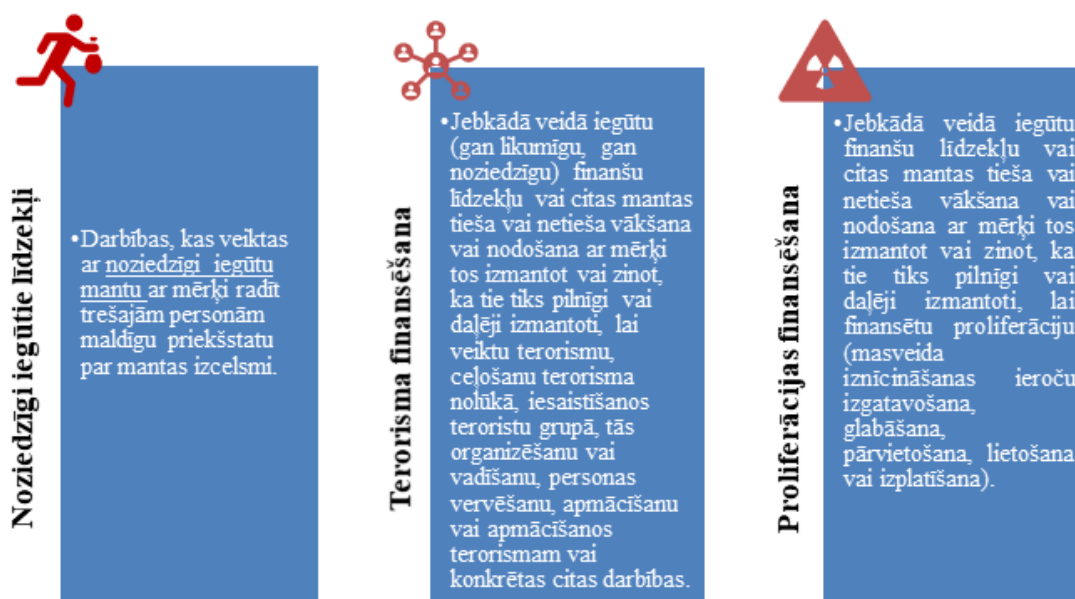 Noziedzīgi iegūtie līdzekļi
•Darbības, kas veiktas
ar noziedzīgi iegūtu
mantu ar mērķi radīt
trešajām personām
maldīgu priekšstatu
par mantas izcelsmi.
Terorisma finansēšana
•Jebkādā veidā iegūtu
(gan likumīgu, gan
noziedzīgu) finanšu
līdzekļu vai citas mantas
tieša vai netieša vākšana
vai nodošana ar mērķi
tos izmantot vai zinot,
ka tie tiks pilnīgi vai
daļēji izmantoti, lai
veiktu terorismu,
ceļošanu terorisma
nolūkā, iesaistīšanos
teroristu grupā, tās
organizēšanu vai
vadīšanu, personas
vervēšanu, apmācīšanu
vai apmācīšanos
terorismam vai
konkrētas citas darbības.
Proliferācijas finansēšana
•Jebkādā veidā iegūtu
finanšu līdzekļu vai
citas mantas tieša vai
netieša vākšana vai
nodošana ar mērķi tos
izmantot vai zinot, ka
tie tiks pilnīgi vai
daļēji izmantoti, lai
finansētu proliferāciju
(masveida
iznīcināšanas ieroču
izgatavošana,
glabāšana,
pārvietošana, lietošana
vai izplatīšana).